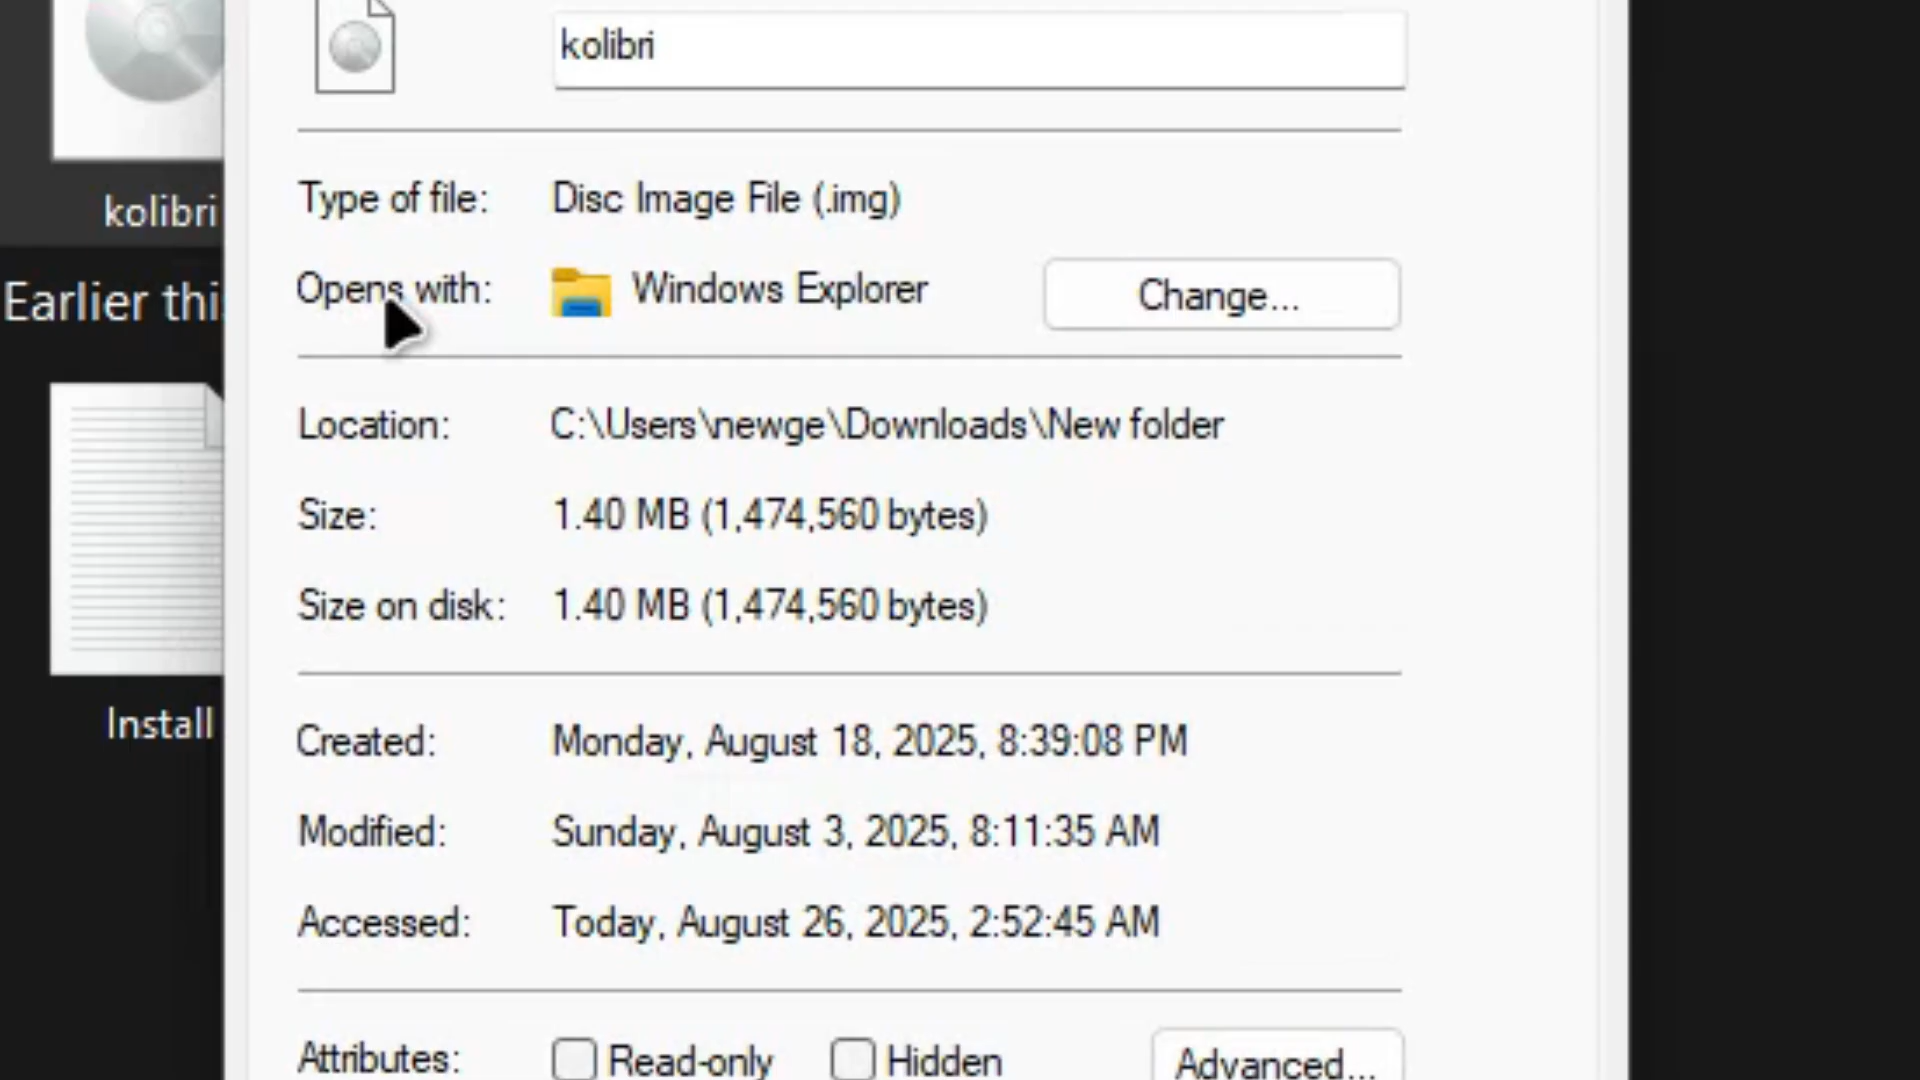 kolibri
kolibri
Type of file: Disc Image File (.img)
Opens with: Windows Explorer Change...
Earlier thi
Location: C:\Users\newge\Downloads\New folder
Size: 1.40 MB (1,474,560 bytes)
Size on disk: 1.40 MB (1,474,560 bytes)
Install
Created: Monday, August 18, 2025, 8:39:08 PM
Modified: Sunday, August 3, 2025, 8:11:35 AM
Accessed: Today, August 26, 2025, 2:52:45 AM
Attributes: Read-only Hidden Advanced...